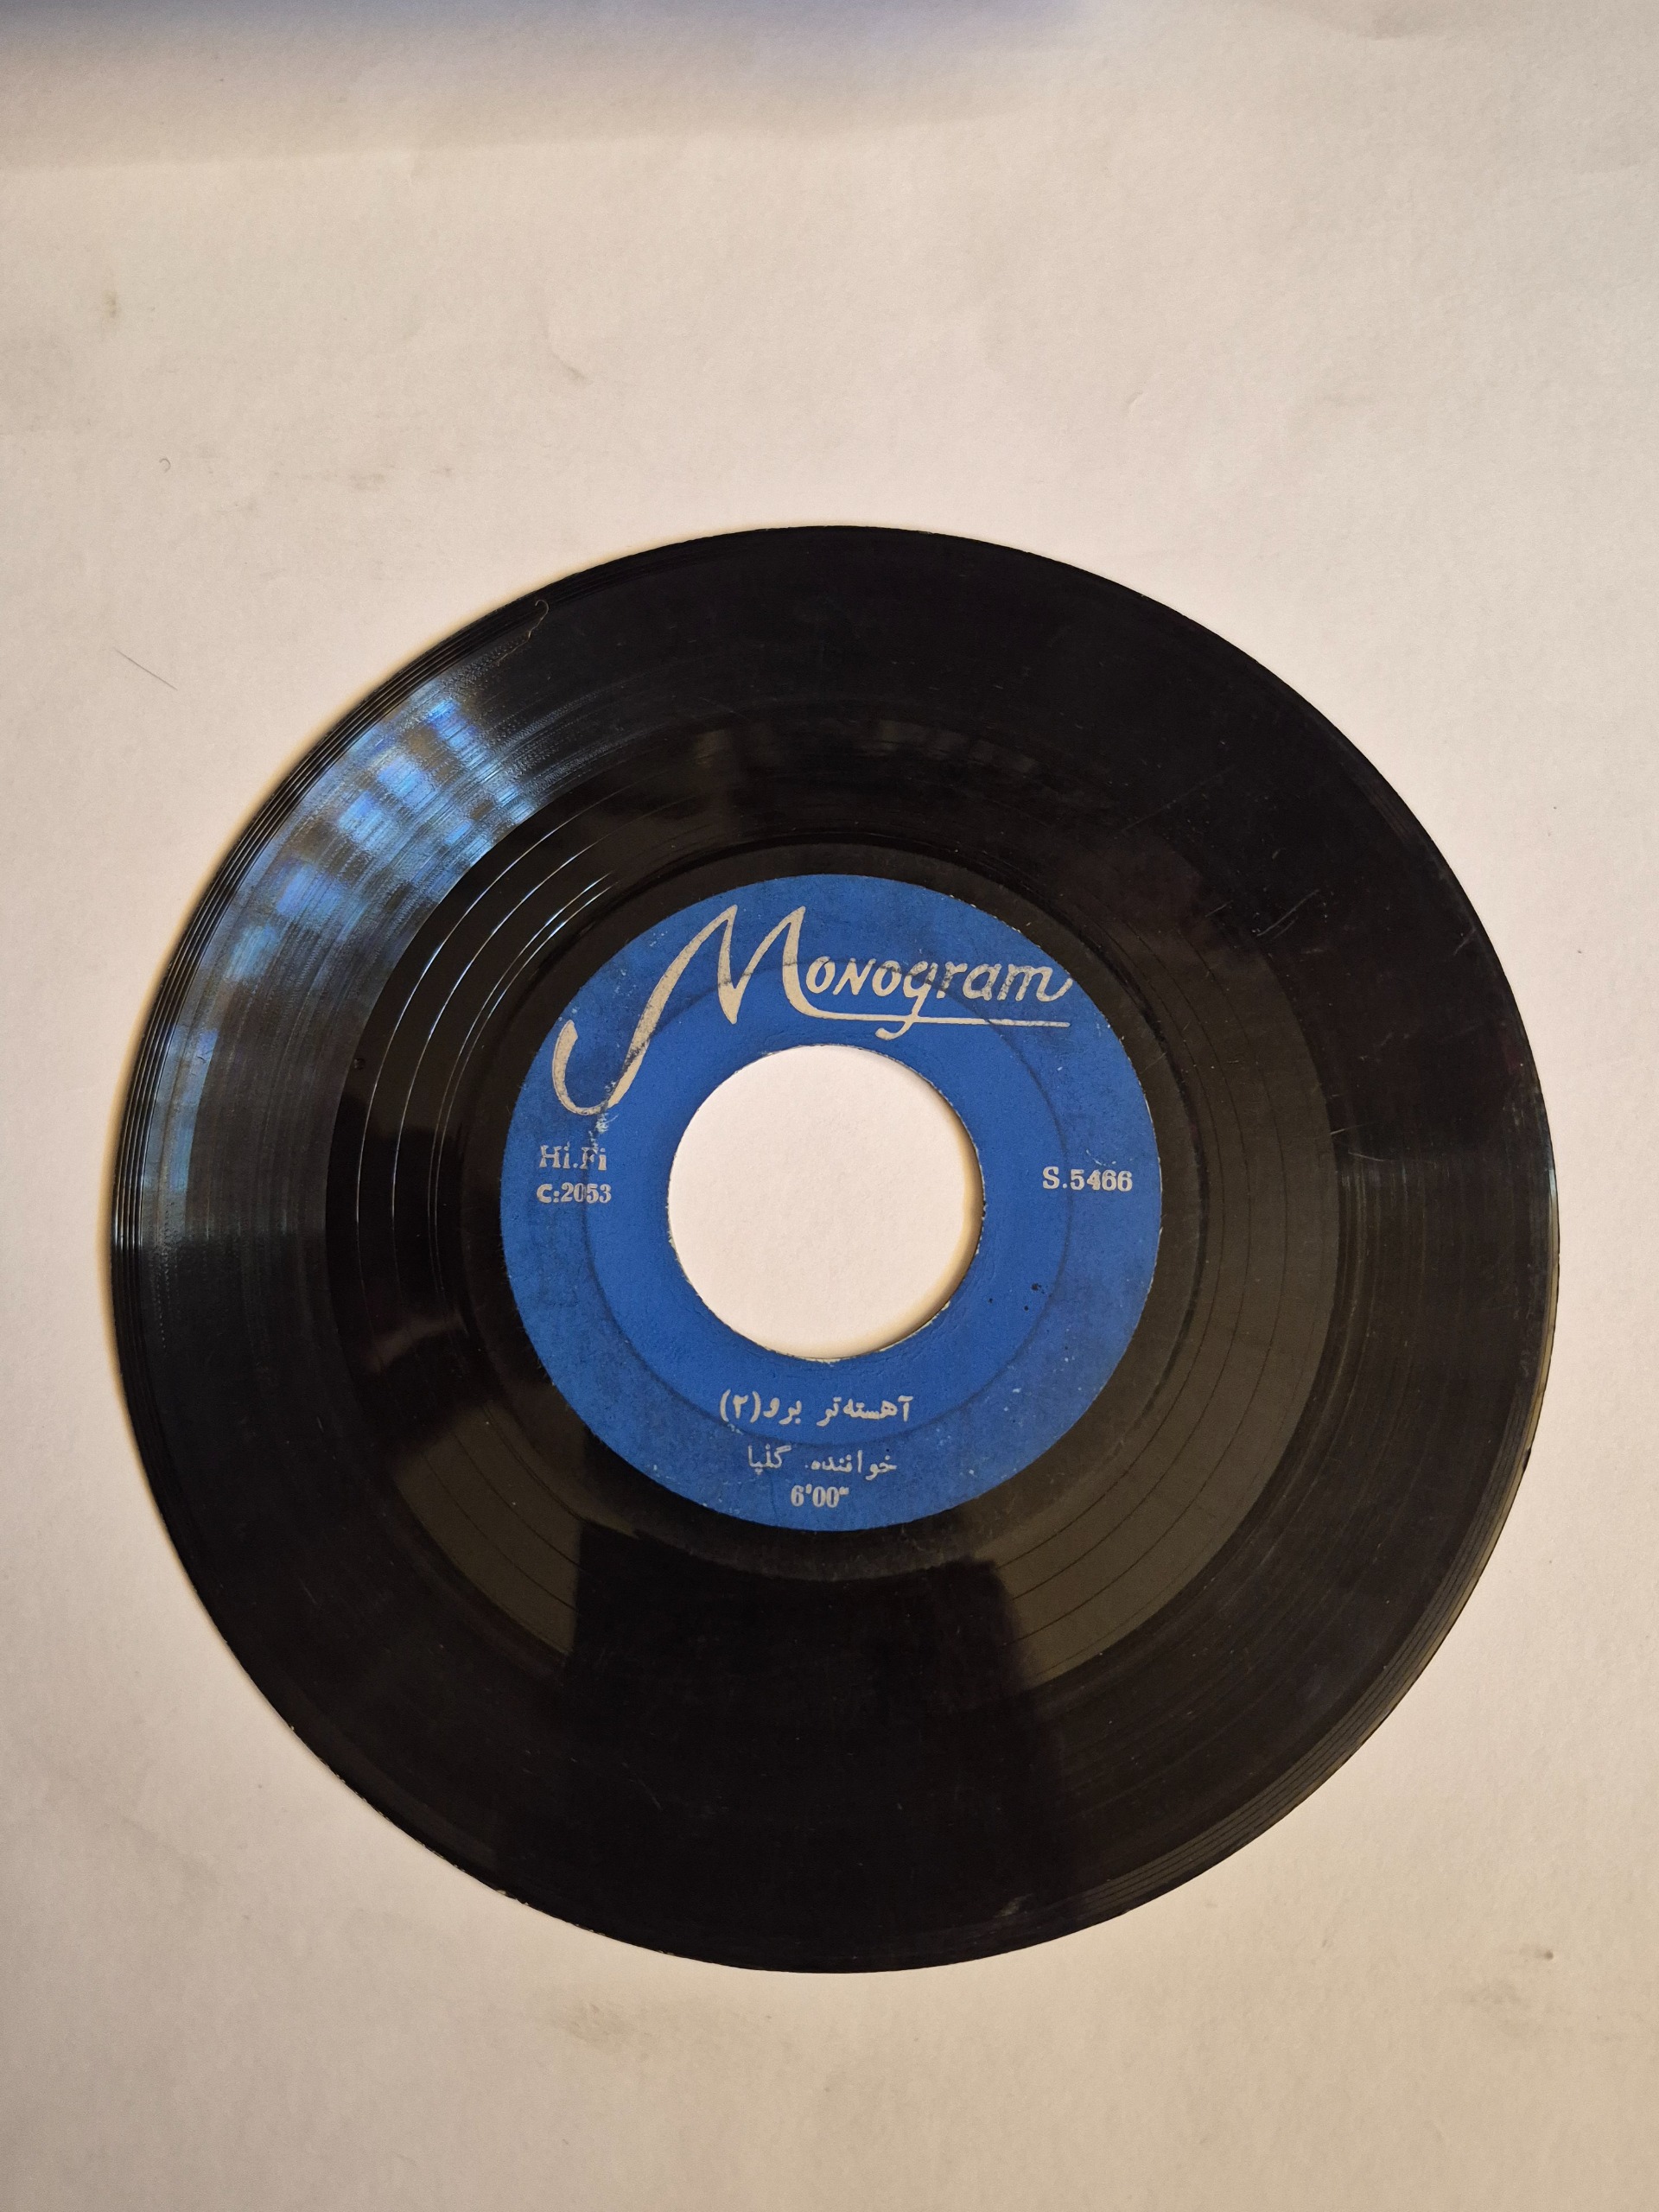 Monogram
Hi.Fi
C:2053
S.5466
آهسته‌تر برو(۲)
خواننده. گلپا
6'00"